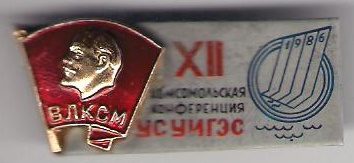 ВЛКСМ
XII
КОМСОМОЛЬСКАЯ
КОНФЕРЕНЦИЯ
УС УИГЭС
1986